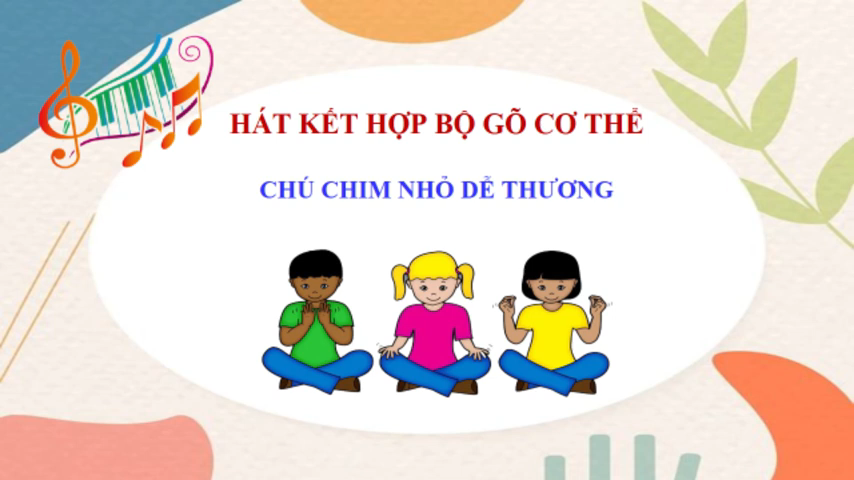 HÁT KẾT HỢP BỘ GÕ CƠ THỂ
CHÚ CHIM NHỎ DỄ THƯƠNG